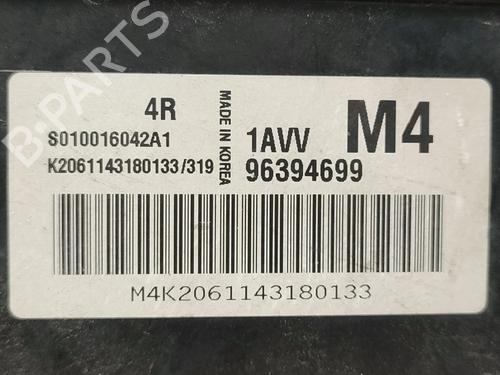 4R
S010016042A1
K2061143180133/319
MADE IN KOREA
1AVV
M4
96394699
M4K2061143180133
B-PARTS